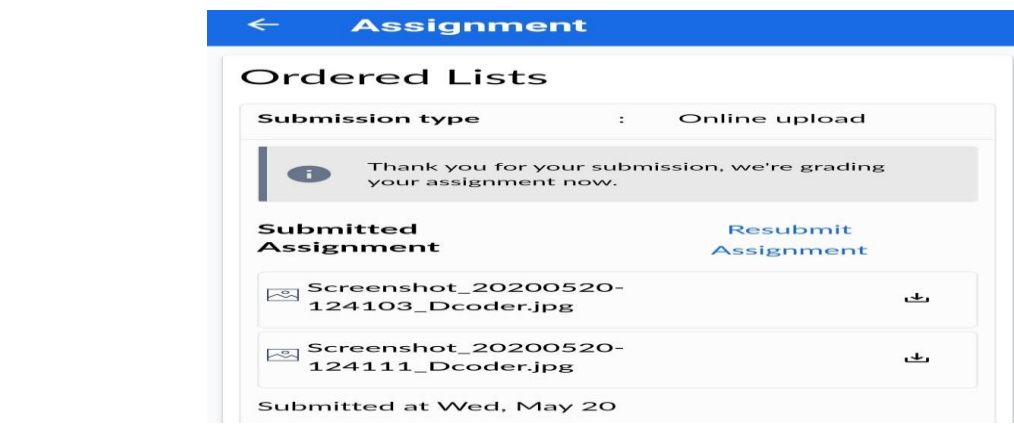 Assignment
Ordered Lists
Submission type : Online upload
Thank you for your submission, we're grading
your assignment now.
Submitted Resubmit
Assignment Assignment
Screenshot_20200520-
124103_Dcoder.jpg
Screenshot_20200520-
124111_Dcoder.jpg
Submitted at Wed, May 20